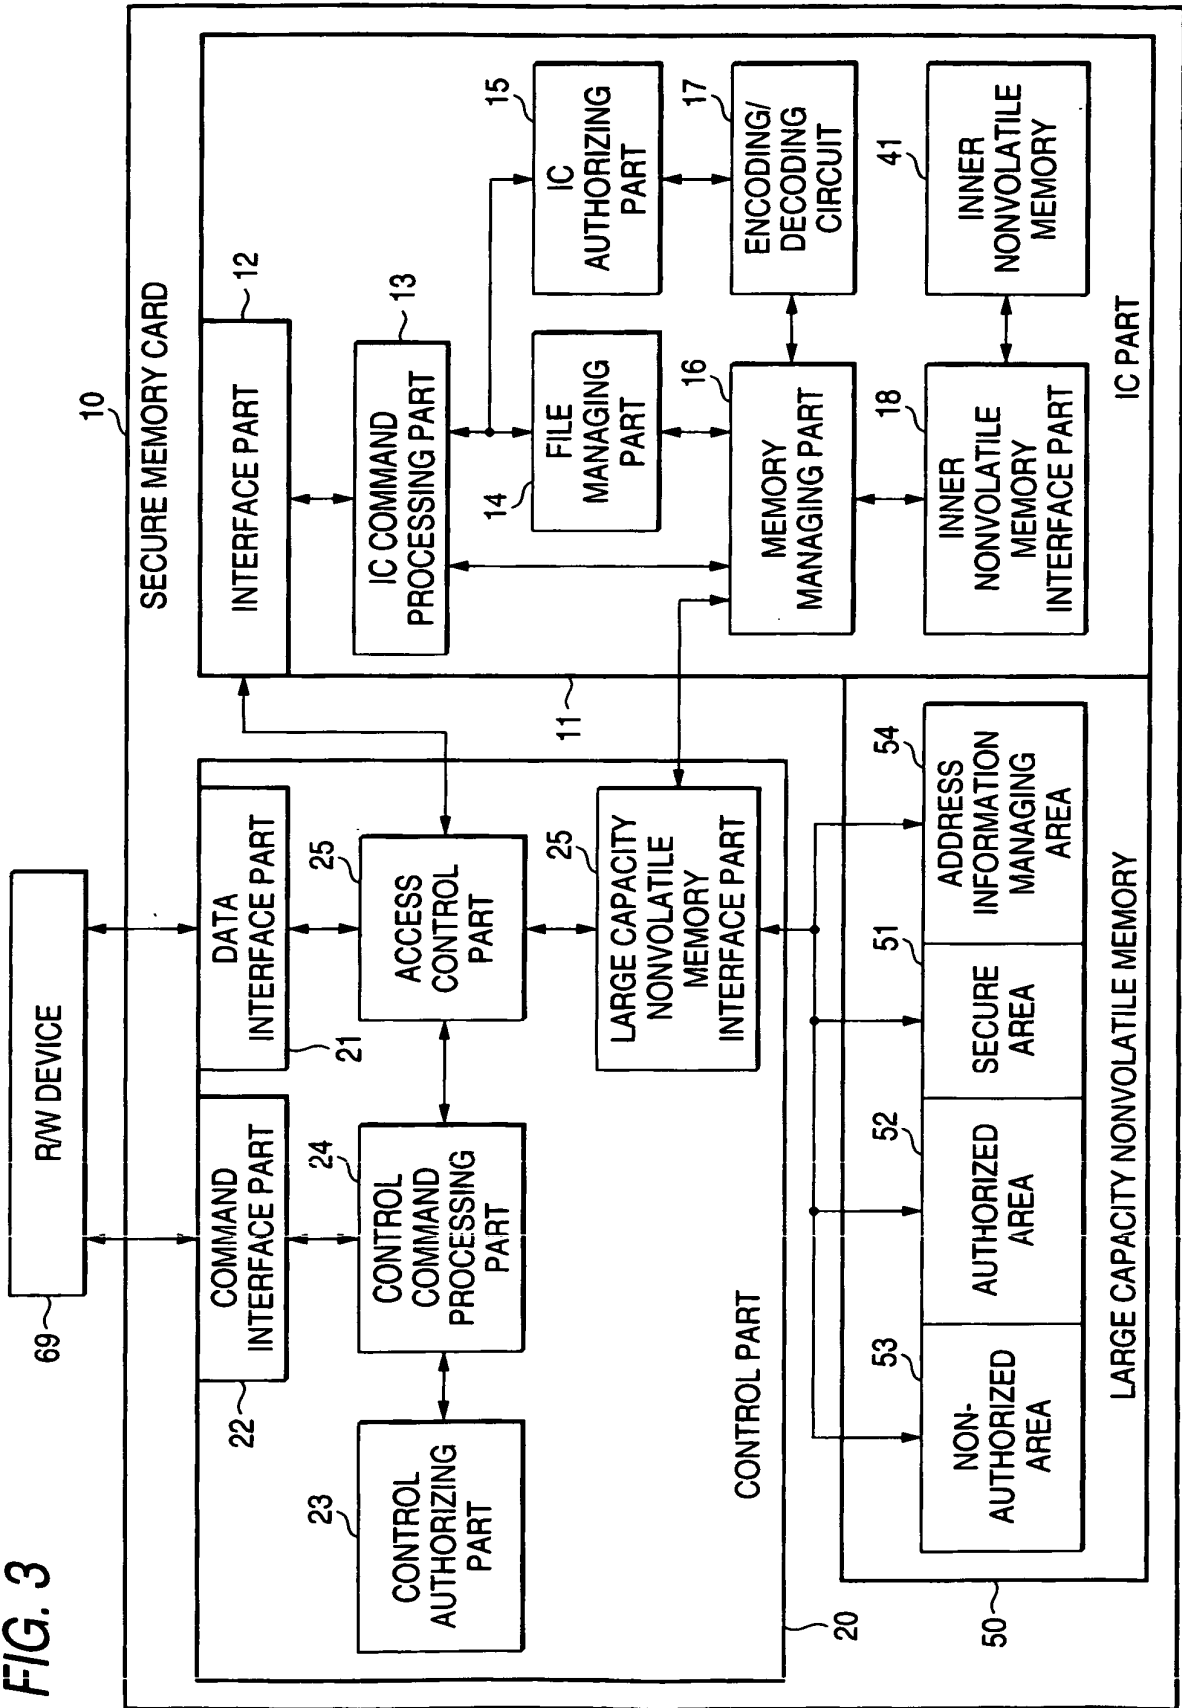 FIG. 3
69
R/W DEVICE
10
SECURE MEMORY CARD
22
COMMAND
INTERFACE PART
21
DATA
INTERFACE PART
12
INTERFACE PART
23
CONTROL
AUTHORIZING
PART
24
CONTROL
COMMAND
PROCESSING
PART
25
ACCESS
CONTROL
PART
13
IC COMMAND
PROCESSING PART
14
FILE
MANAGING
PART
15
IC
AUTHORIZING
PART
25
LARGE CAPACITY
NONVOLATILE
MEMORY
INTERFACE PART
11
16
MEMORY
MANAGING PART
17
ENCODING/
DECODING
CIRCUIT
CONTROL PART
20
18
INNER
NONVOLATILE
MEMORY
INTERFACE PART
41
INNER
NONVOLATILE
MEMORY
IC PART
50
53
NON-
AUTHORIZED
AREA
52
AUTHORIZED
AREA
51
SECURE
AREA
54
ADDRESS
INFORMATION
MANAGING
AREA
LARGE CAPACITY NONVOLATILE MEMORY